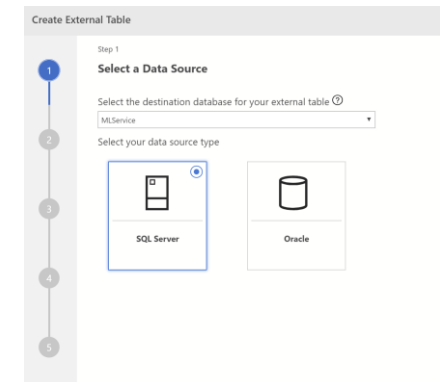 Create External Table
Step 1
1
Select a Data Source
Select the destination database for your external table ?
MLService
2
Select your data source type
3
SQL Server
Oracle
4
5